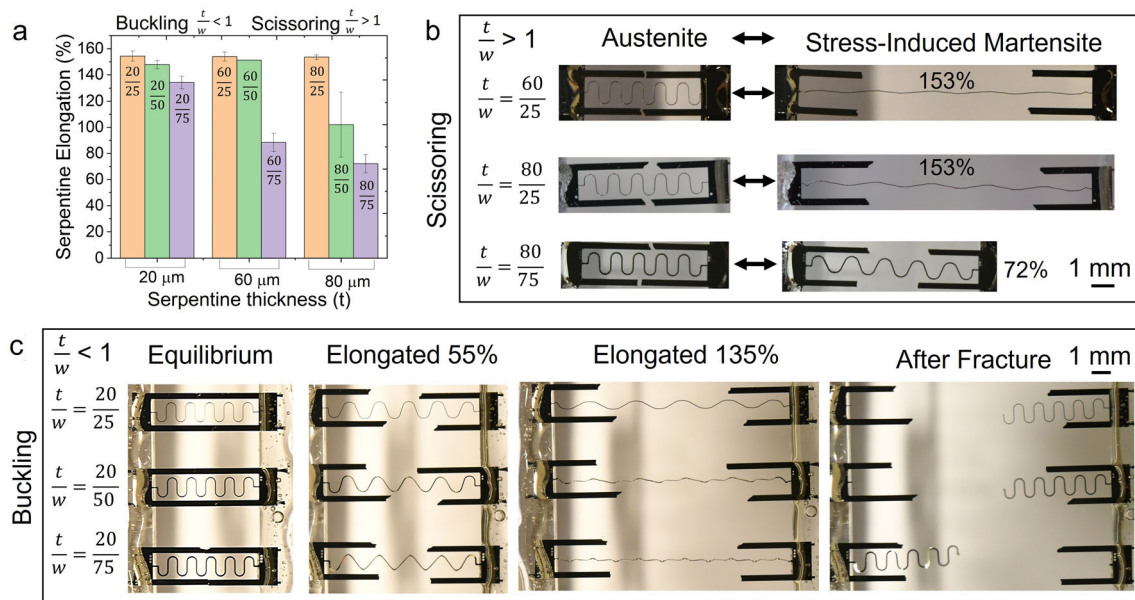 a
Buckling t/w < 1
Scissoring t/w > 1
Serpentine Elongation (%)
160
140
120
100
80
60
40
20
0
20/25
20/50
20/75
60/25
60/50
60/75
80/25
80/50
80/75
20 μm
60 μm
80 μm
Serpentine thickness (t)
b
t/w > 1
Austenite
Stress-Induced Martensite
Scissoring
t/w = 60/25
153%
t/w = 80/25
153%
t/w = 80/75
72%
1 mm
c
t/w < 1
Equilibrium
Elongated 55%
Elongated 135%
After Fracture
1 mm
Buckling
t/w = 20/25
t/w = 20/50
t/w = 20/75